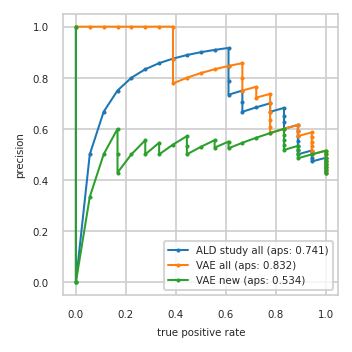 1.0
0.8
0.6
0.4
0.2
0.0
precision
ALD study all (aps: 0.741)
VAE all (aps: 0.832)
VAE new (aps: 0.534)
0.0 0.2 0.4 0.6 0.8 1.0
true positive rate